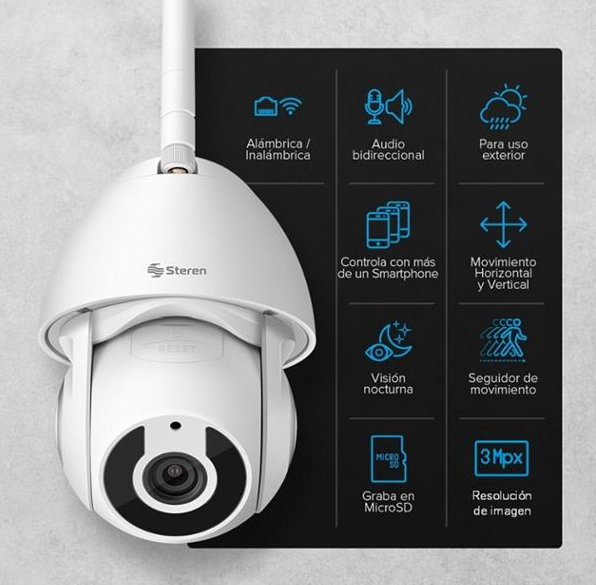 Alámbrica /
Inalámbrica
Audio
bidireccional
Para uso
exterior
Steren
Controla con más
de un Smartphone
Movimiento
Horizontal
y Vertical
RESET
Visión
nocturna
Seguidor de
movimiento
MICRO
SD
Graba en
MicroSD
3Mpx
Resolución
de imagen